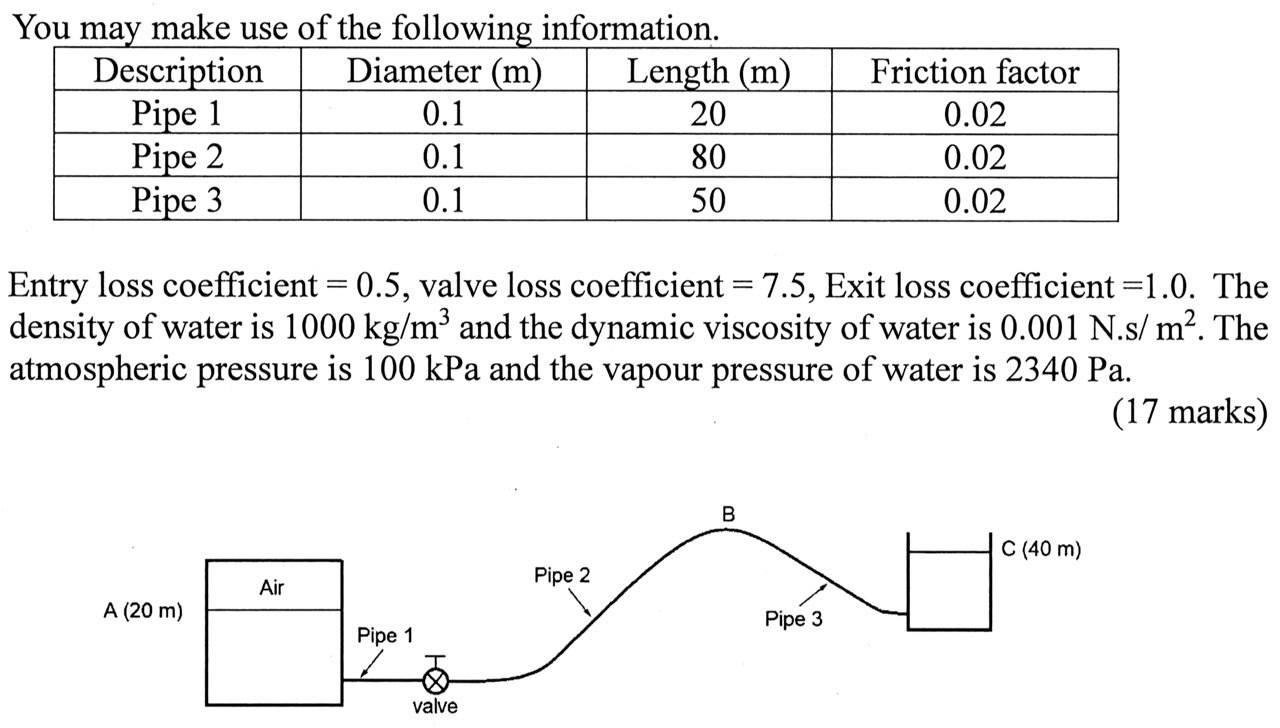 You may make use of the following information.
Description Diameter (m) Length (m) Friction factor
Pipe 1 0.1 20 0.02
Pipe 2 0.1 80 0.02
Pipe 3 0.1 50 0.02
Entry loss coefficient = 0.5, valve loss coefficient = 7.5, Exit loss coefficient =1.0. The
density of water is 1000 kg/m³ and the dynamic viscosity of water is 0.001 N.s/ m². The
atmospheric pressure is 100 kPa and the vapour pressure of water is 2340 Pa.
(17 marks)
B
C (40 m)
Pipe 2
Air
A (20 m)
Pipe 3
Pipe 1
valve